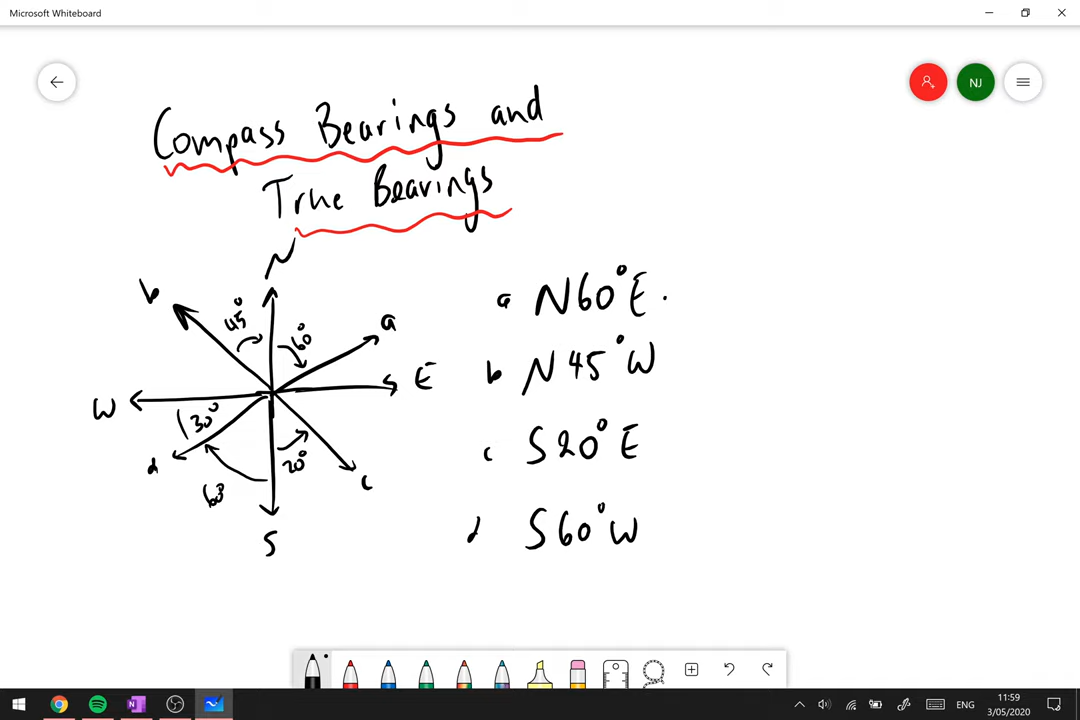 Microsoft Whiteboard
NJ
Compass Bearings and
True Bearings
N
b
45°
60°
a
E
W
30°
d
60°
20°
c
S
a N60°E.
b N45°W
c S20°E
d S60°W
ENG
11:59
3/05/2020